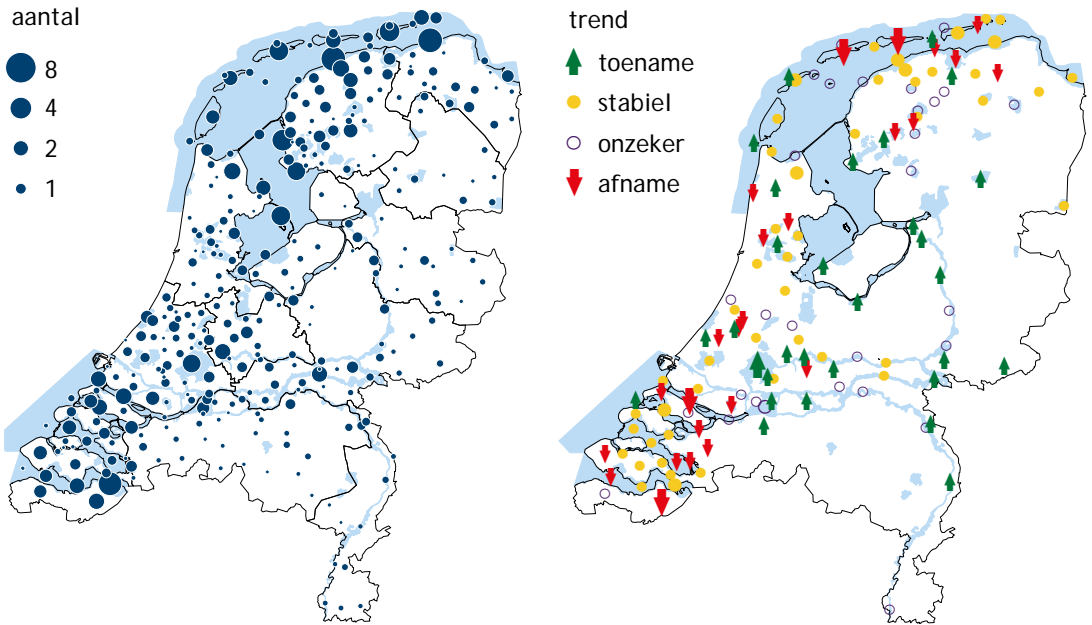 aantal
8
4
2
1
trend
toename
stabiel
onzeker
afname